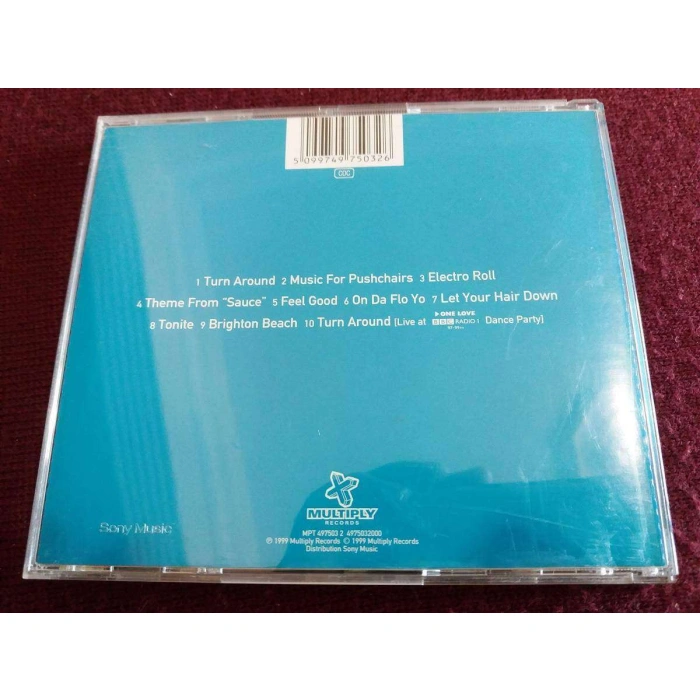 5 099749 750326
CDC
1 Turn Around 2 Music For Pushchairs 3 Electro Roll
4 Theme From "Sauce" 5 Feel Good 6 On Da Flo Yo 7 Let Your Hair Down
8 Tonite 9 Brighton Beach 10 Turn Around [Live at ONE LOVE BBC RADIO 1 Dance Party]
MULTIPLY
RECORDS
MPT 497503 2 4975032000
℗ 1999 Multiply Records © 1999 Multiply Records
Distribution Sony Music
Sony Music